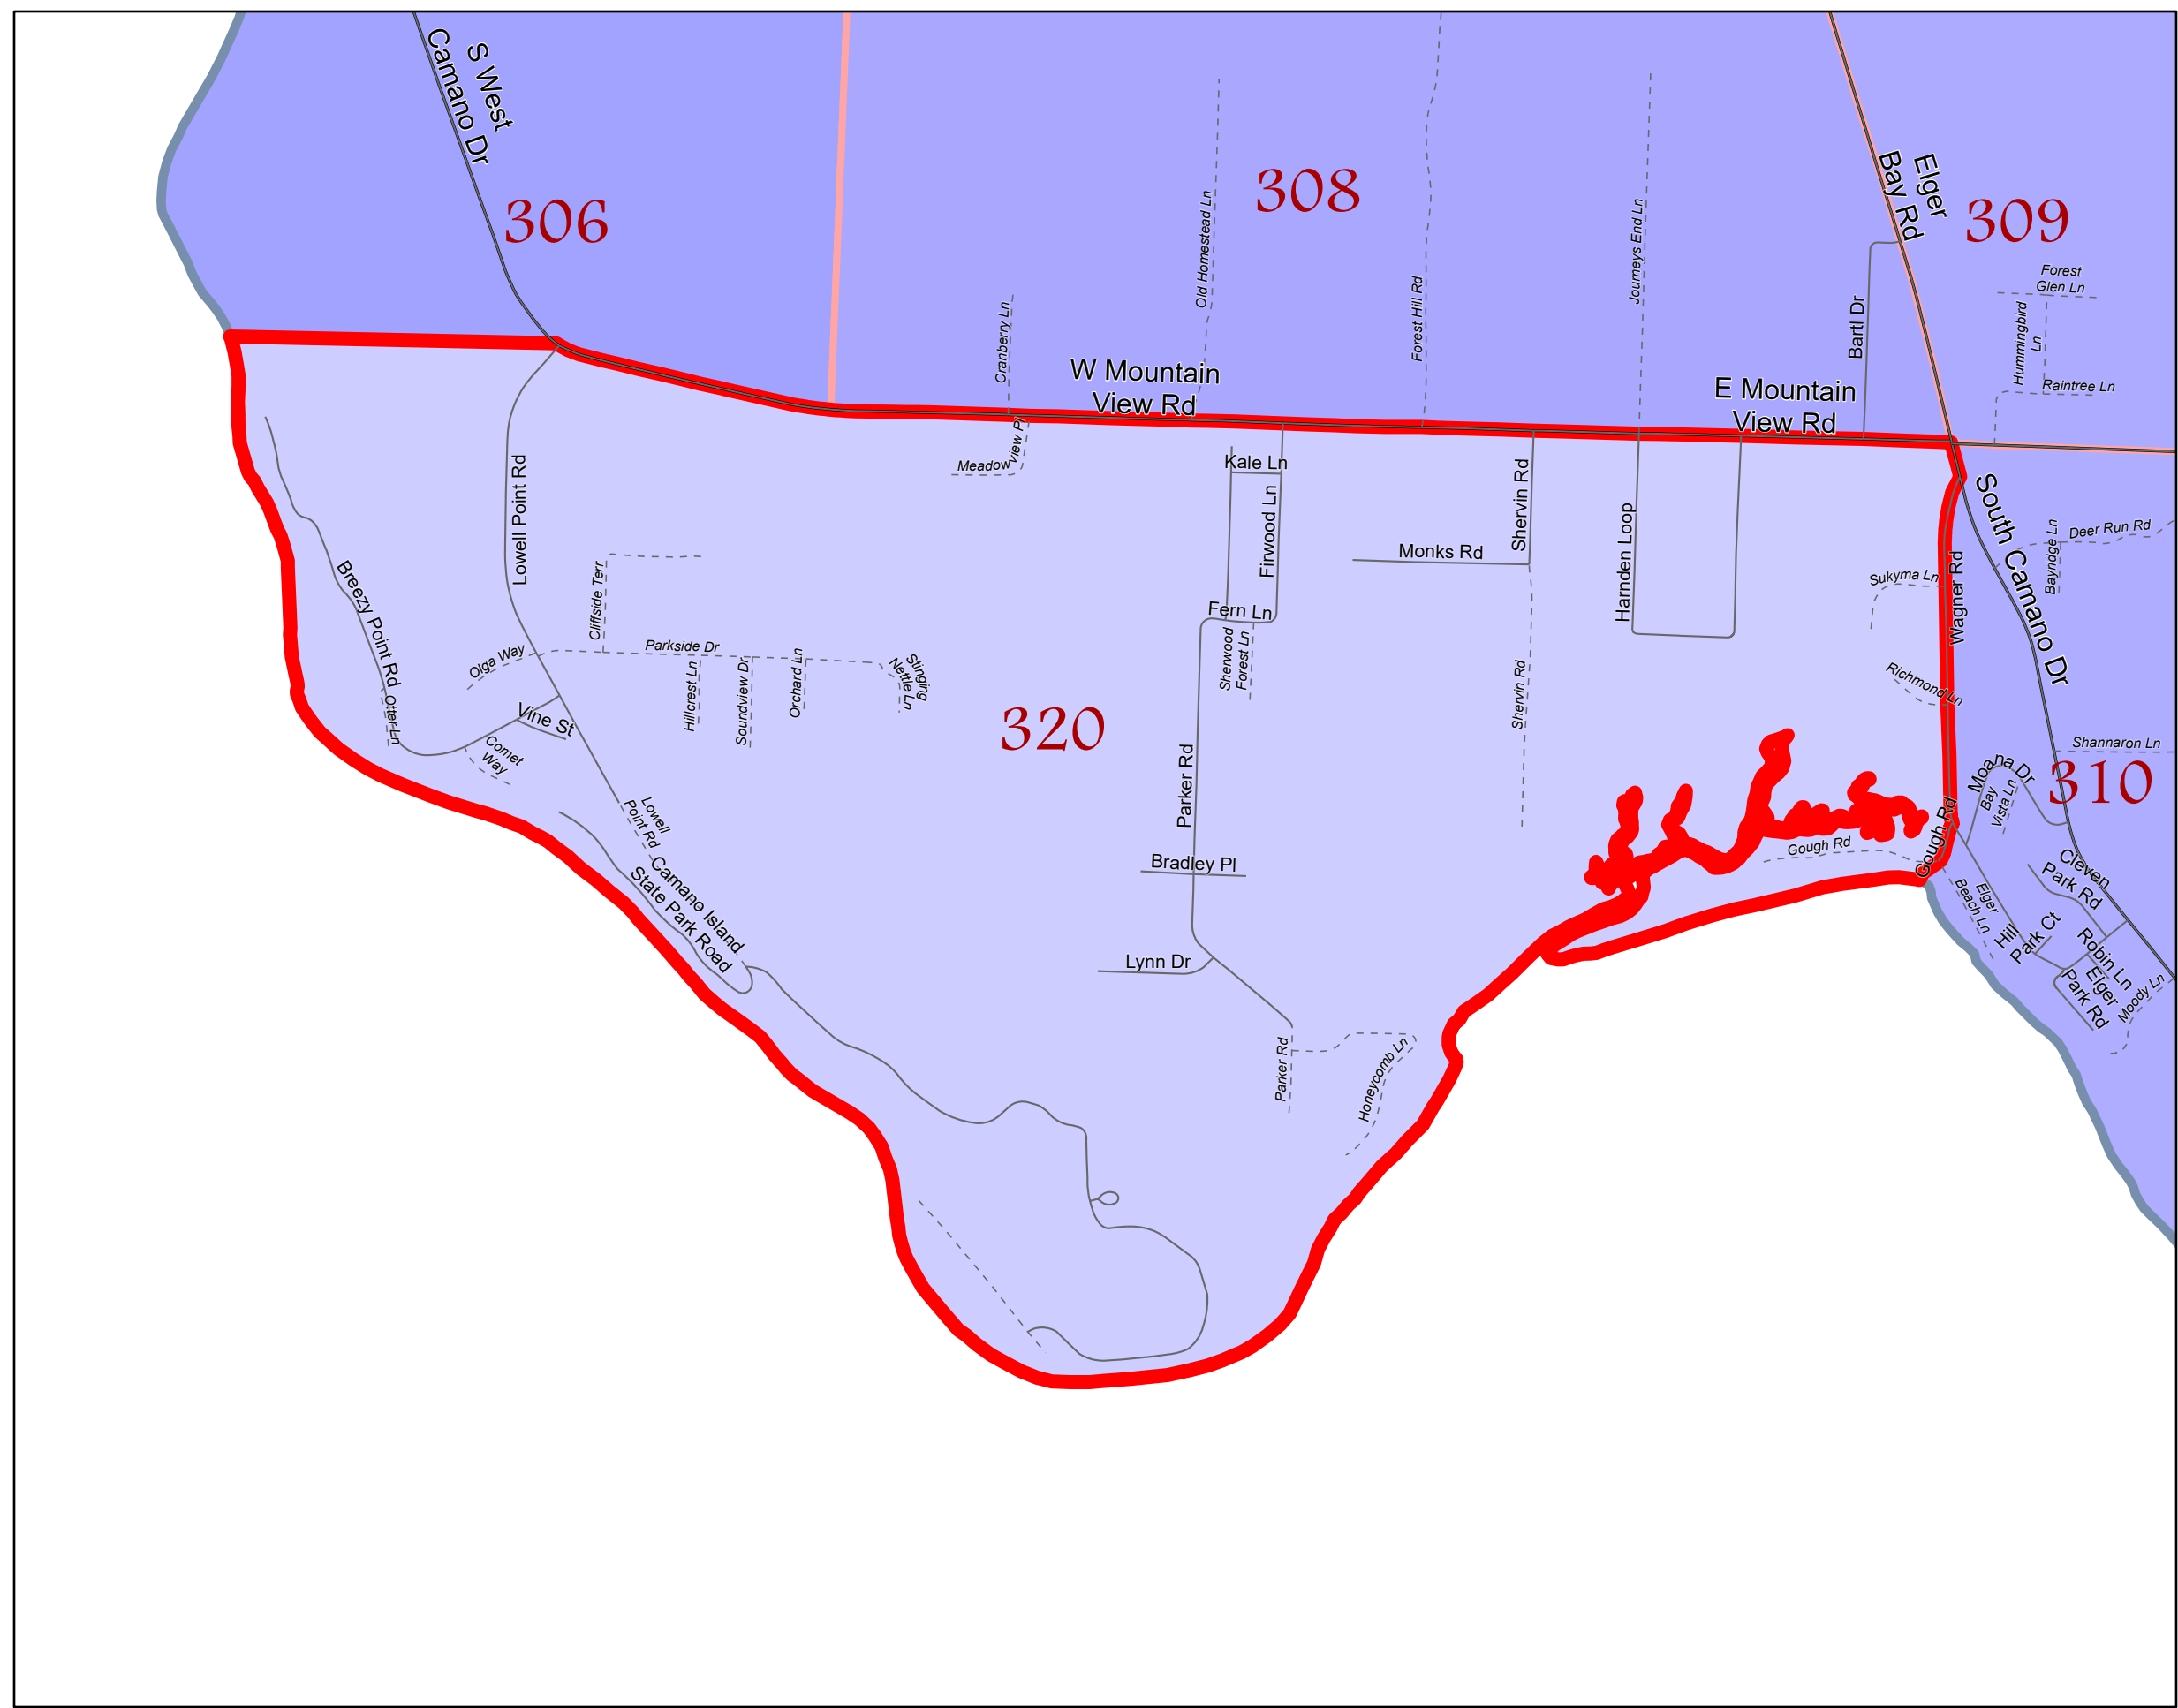 S West
Camano Dr
306
308
Elger
Bay Rd
309
Old Homestead Ln
Forest Hill Rd
Journeys End Ln
Bartl Dr
Forest
Glen Ln
Hummingbird
Ln
Raintree Ln
Cranberry Ln
W Mountain
View Rd
E Mountain
View Rd
Meadow
view Pl
Kale Ln
Firwood Ln
Shervin Rd
Monks Rd
Harnden Loop
Lowell Point Rd
Breezy Point Rd
Cliffside Terr
Fern Ln
Sherwood
Forest Ln
Sukyma Ln
Wagner Rd
South Camano Dr
Bayridge Ln
Deer Run Rd
Olga Way
Parkside Dr
Hillcrest Ln
Soundview Dr
Orchard Ln
Stinging
Nettle Ln
Otter Ln
Vine St
Comet
Way
320
Shervin Rd
Richmond Ln
Shannaron Ln
310
Moana Dr
Bay
Vista Ln
Parker Rd
Lowell
Point Rd
Camano Island
State Park Road
Bradley Pl
Gough Rd
Gough Rd
Cleven
Park Rd
Elger
Beach Ln
Hill
Park Ct
Robin Ln
Elger
Park Rd
Moody Ln
Lynn Dr
Parker Rd
Honeycomb Ln